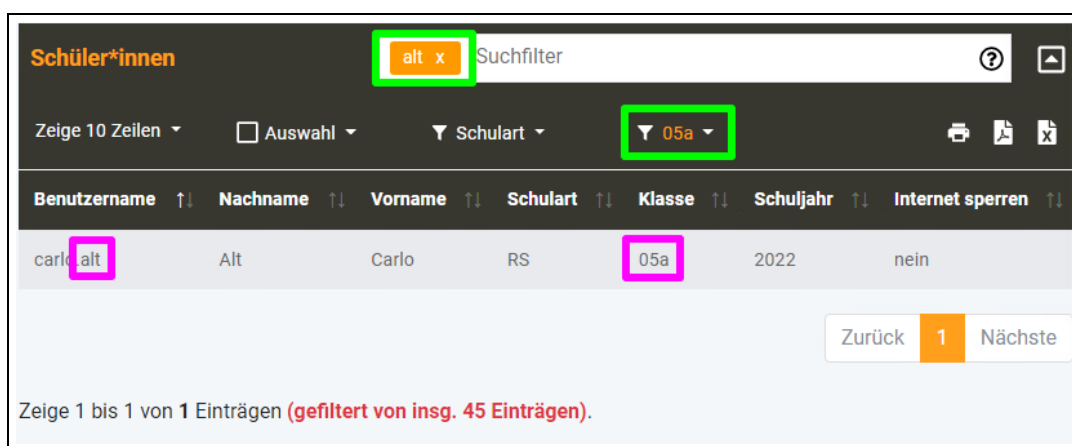 Schüler*innen alt x Suchfilter
Zeige 10 Zeilen Auswahl Schulart 05a
Benutzername Nachname Vorname Schulart Klasse Schuljahr Internet sperren
carlo.alt Alt Carlo RS 05a 2022 nein
Zurück 1 Nächste
Zeige 1 bis 1 von 1 Einträgen (gefiltert von insg. 45 Einträgen).